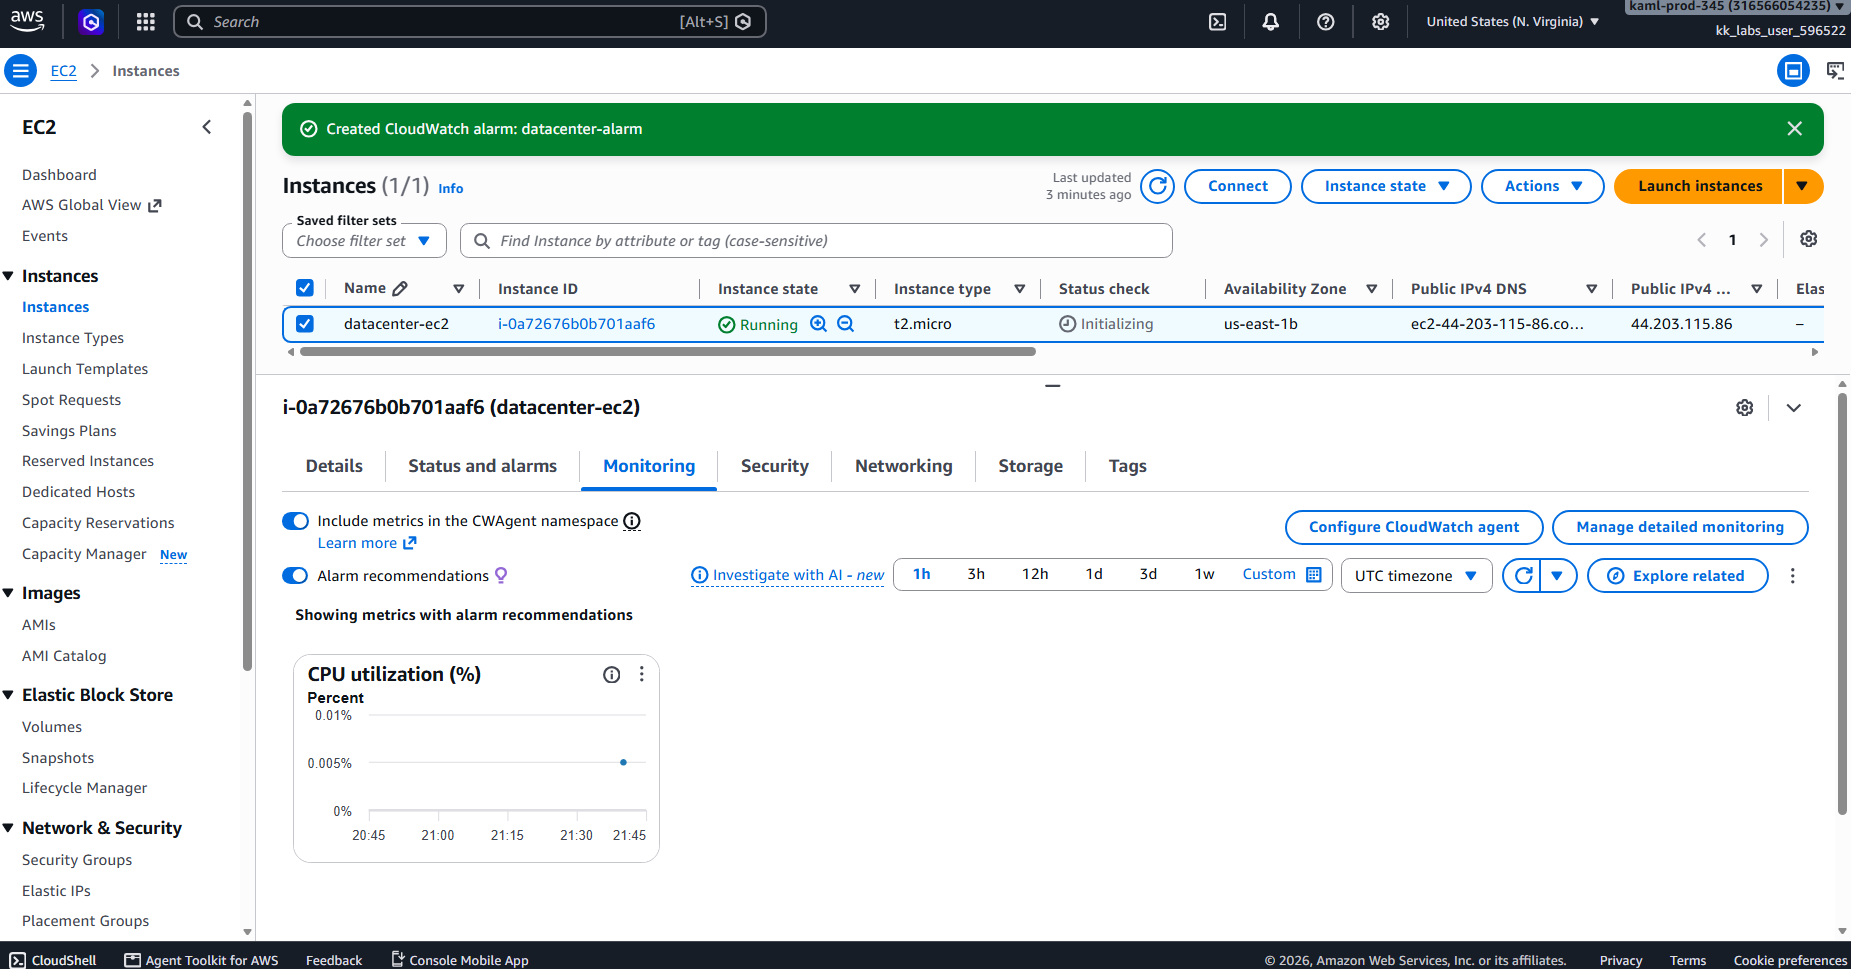 aws
Search
[Alt+S]
United States (N. Virginia)
kaml-prod-345 (316566054235)
kk_labs_user_596522
EC2
Instances
EC2
Dashboard
AWS Global View
Events
Instances
Instances
Instance Types
Launch Templates
Spot Requests
Savings Plans
Reserved Instances
Dedicated Hosts
Capacity Reservations
Capacity Manager New
Images
AMIs
AMI Catalog
Elastic Block Store
Volumes
Snapshots
Lifecycle Manager
Network & Security
Security Groups
Elastic IPs
Placement Groups
Created CloudWatch alarm: datacenter-alarm
Instances (1/1) Info
Last updated
3 minutes ago
Connect
Instance state
Actions
Launch instances
Saved filter sets
Choose filter set
Find Instance by attribute or tag (case-sensitive)
1
Name Instance ID Instance state Instance type Status check Availability Zone Public IPv4 DNS Public IPv4 ... Elas
datacenter-ec2 i-0a72676b0b701aaf6 Running t2.micro Initializing us-east-1b ec2-44-203-115-86.co... 44.203.115.86 –
i-0a72676b0b701aaf6 (datacenter-ec2)
Details Status and alarms Monitoring Security Networking Storage Tags
Include metrics in the CWAgent namespace
Learn more
Configure CloudWatch agent
Manage detailed monitoring
Alarm recommendations
Investigate with AI - new
1h 3h 12h 1d 3d 1w Custom
UTC timezone
Explore related
Showing metrics with alarm recommendations
CPU utilization (%)
Percent
0.01%
0.005%
0%
20:45 21:00 21:15 21:30 21:45
CloudShell Agent Toolkit for AWS Feedback Console Mobile App
© 2026, Amazon Web Services, Inc. or its affiliates. Privacy Terms Cookie preferences